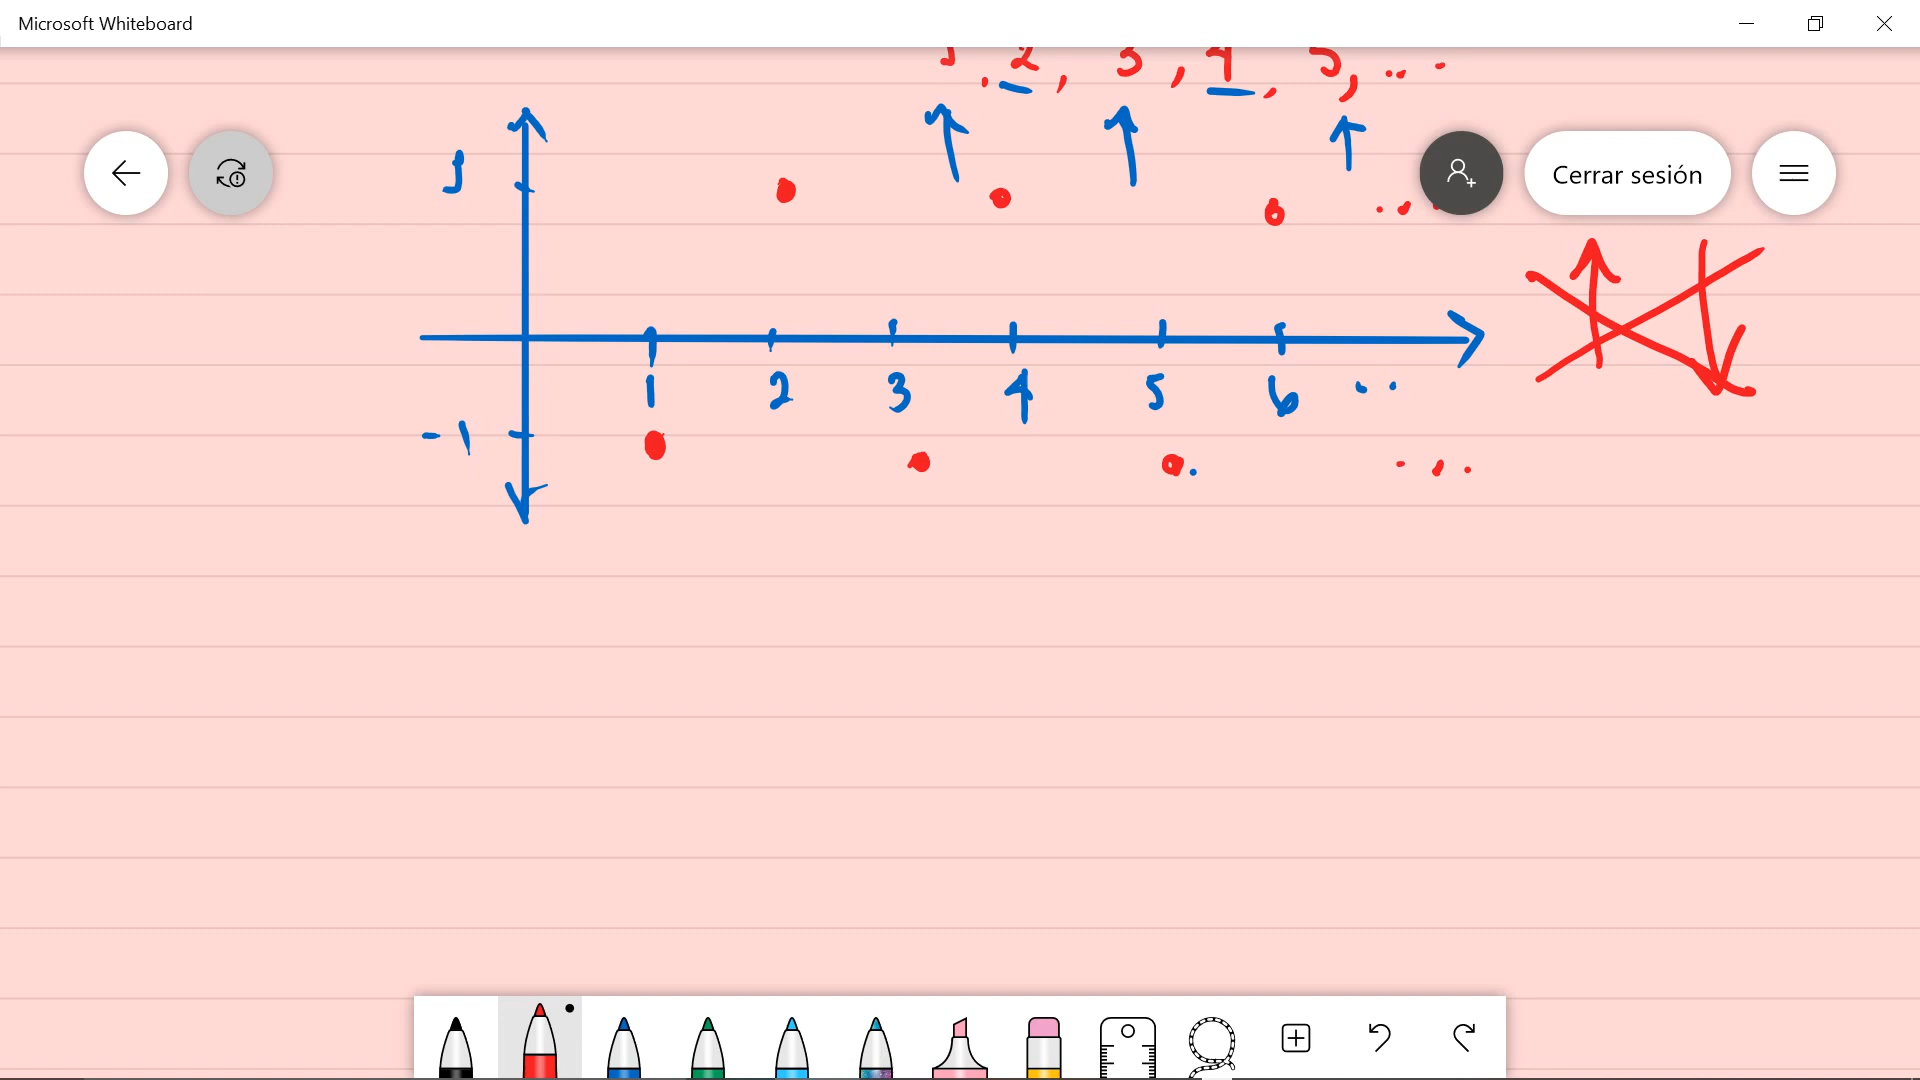 Microsoft Whiteboard
2, 3, 4, 5, ...
1
Cerrar sesión
1 2 3 4 5 6 ..
-1